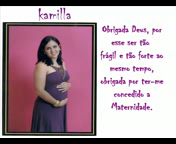 kamilla
Obrigada Deus, por
esse ser tão
frágil e tão forte ao
mesmo tempo,
obrigada por ter-me
concedido a
Maternidade.